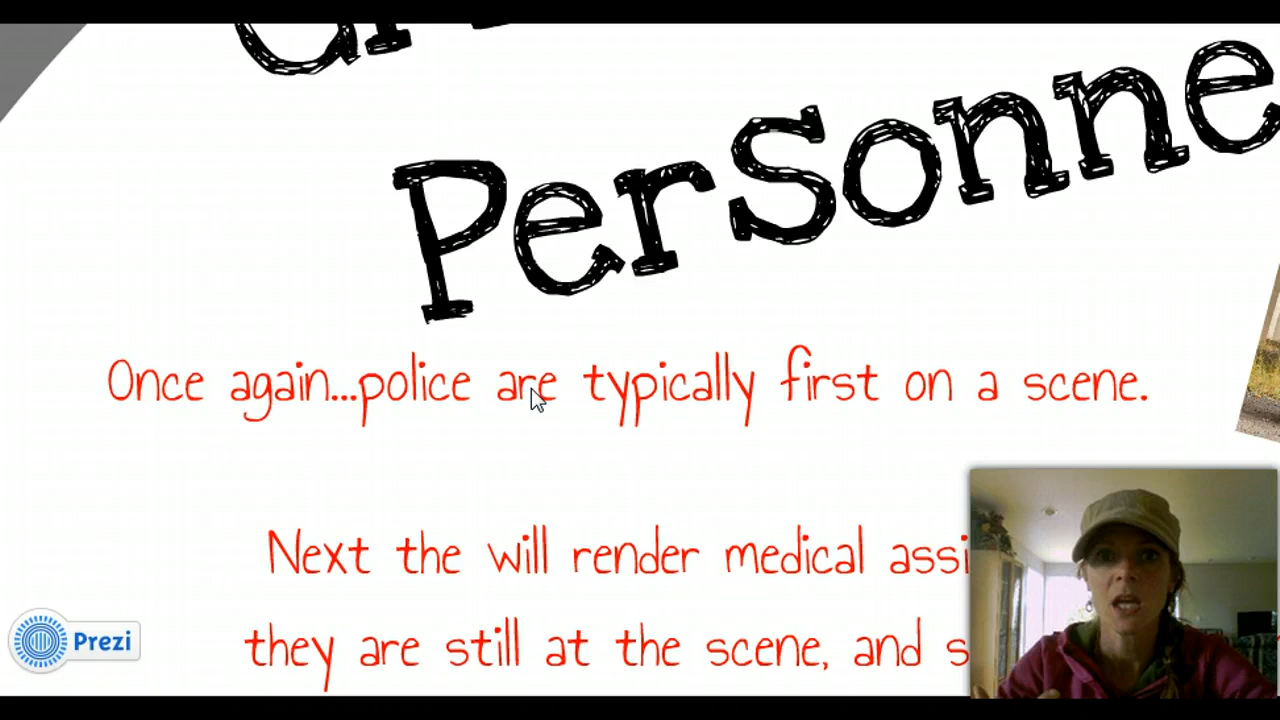 Personne
Once again...police are typically first on a scene.
Next the will render medical assi
they are still at the scene, and s
Prezi